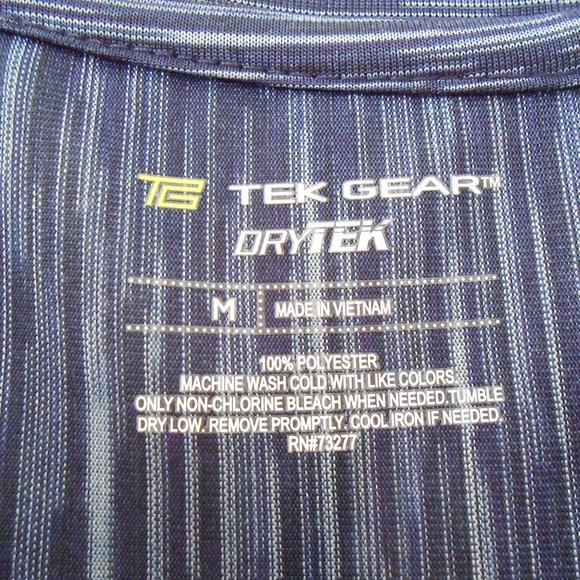 TG TEK GEAR™
DRYTEK
M MADE IN VIETNAM
100% POLYESTER
MACHINE WASH COLD WITH LIKE COLORS.
ONLY NON-CHLORINE BLEACH WHEN NEEDED. TUMBLE
DRY LOW. REMOVE PROMPTLY. COOL IRON IF NEEDED.
RN#73277